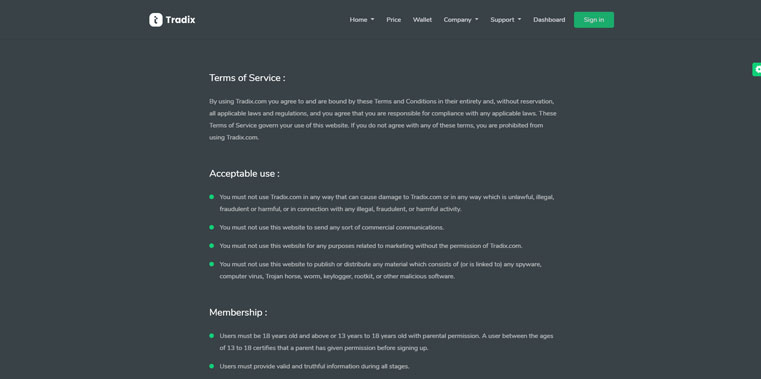 Tradix
Home Price Wallet Company Support Dashboard Sign in
Terms of Service :
By using Tradix.com you agree to and are bound by these Terms and Conditions in their entirety and, without reservation,
all applicable laws and regulations, and you agree that you are responsible for compliance with any applicable laws. These
Terms of Service govern your use of this website. If you do not agree with any of these terms, you are prohibited from
using Tradix.com.
Acceptable use :
You must not use Tradix.com in any way that can cause damage to Tradix.com or in any way which is unlawful, illegal,
fraudulent or harmful, or in connection with any illegal, fraudulent, or harmful activity.
You must not use this website to send any sort of commercial communications.
You must not use this website for any purposes related to marketing without the permission of Tradix.com.
You must not use this website to publish or distribute any material which consists of (or is linked to) any spyware,
computer virus, Trojan horse, worm, keylogger, rootkit, or other malicious software.
Membership :
Users must be 18 years old and above or 13 years to 18 years old with parental permission. A user between the ages
of 13 to 18 certifies that a parent has given permission before signing up.
Users must provide valid and truthful information during all stages.